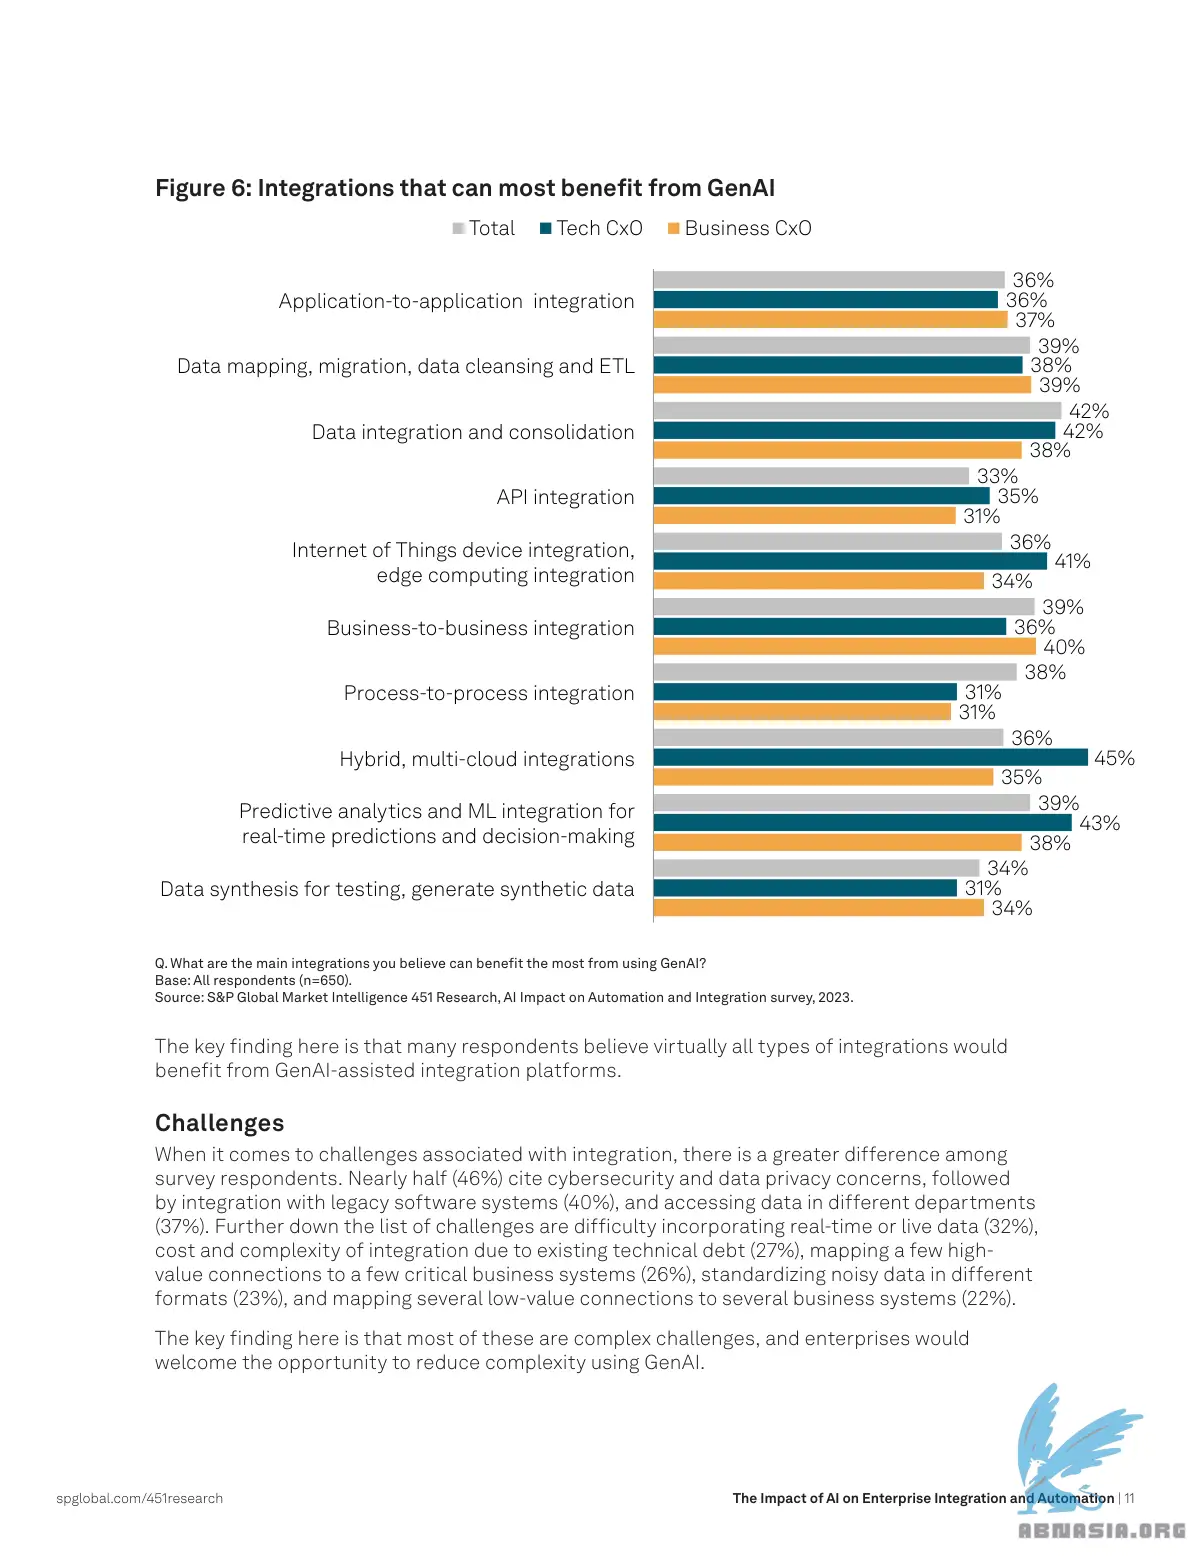 Figure 6: Integrations that can most benefit from GenAI
Total Tech CxO Business CxO
Application-to-application integration
36%
36%
37%
Data mapping, migration, data cleansing and ETL
39%
38%
39%
Data integration and consolidation
42%
42%
38%
API integration
33%
35%
31%
Internet of Things device integration,
edge computing integration
36%
41%
34%
Business-to-business integration
39%
36%
40%
Process-to-process integration
38%
31%
31%
Hybrid, multi-cloud integrations
36%
45%
35%
Predictive analytics and ML integration for
real-time predictions and decision-making
39%
43%
38%
Data synthesis for testing, generate synthetic data
34%
31%
34%
Q. What are the main integrations you believe can benefit the most from using GenAI?
Base: All respondents (n=650).
Source: S&P Global Market Intelligence 451 Research, AI Impact on Automation and Integration survey, 2023.
The key finding here is that many respondents believe virtually all types of integrations would
benefit from GenAI-assisted integration platforms.
Challenges
When it comes to challenges associated with integration, there is a greater difference among
survey respondents. Nearly half (46%) cite cybersecurity and data privacy concerns, followed
by integration with legacy software systems (40%), and accessing data in different departments
(37%). Further down the list of challenges are difficulty incorporating real-time or live data (32%),
cost and complexity of integration due to existing technical debt (27%), mapping a few high-
value connections to a few critical business systems (26%), standardizing noisy data in different
formats (23%), and mapping several low-value connections to several business systems (22%).
The key finding here is that most of these are complex challenges, and enterprises would
welcome the opportunity to reduce complexity using GenAI.
spglobal.com/451research
The Impact of AI on Enterprise Integration and Automation | 11
ABNASIA.ORG